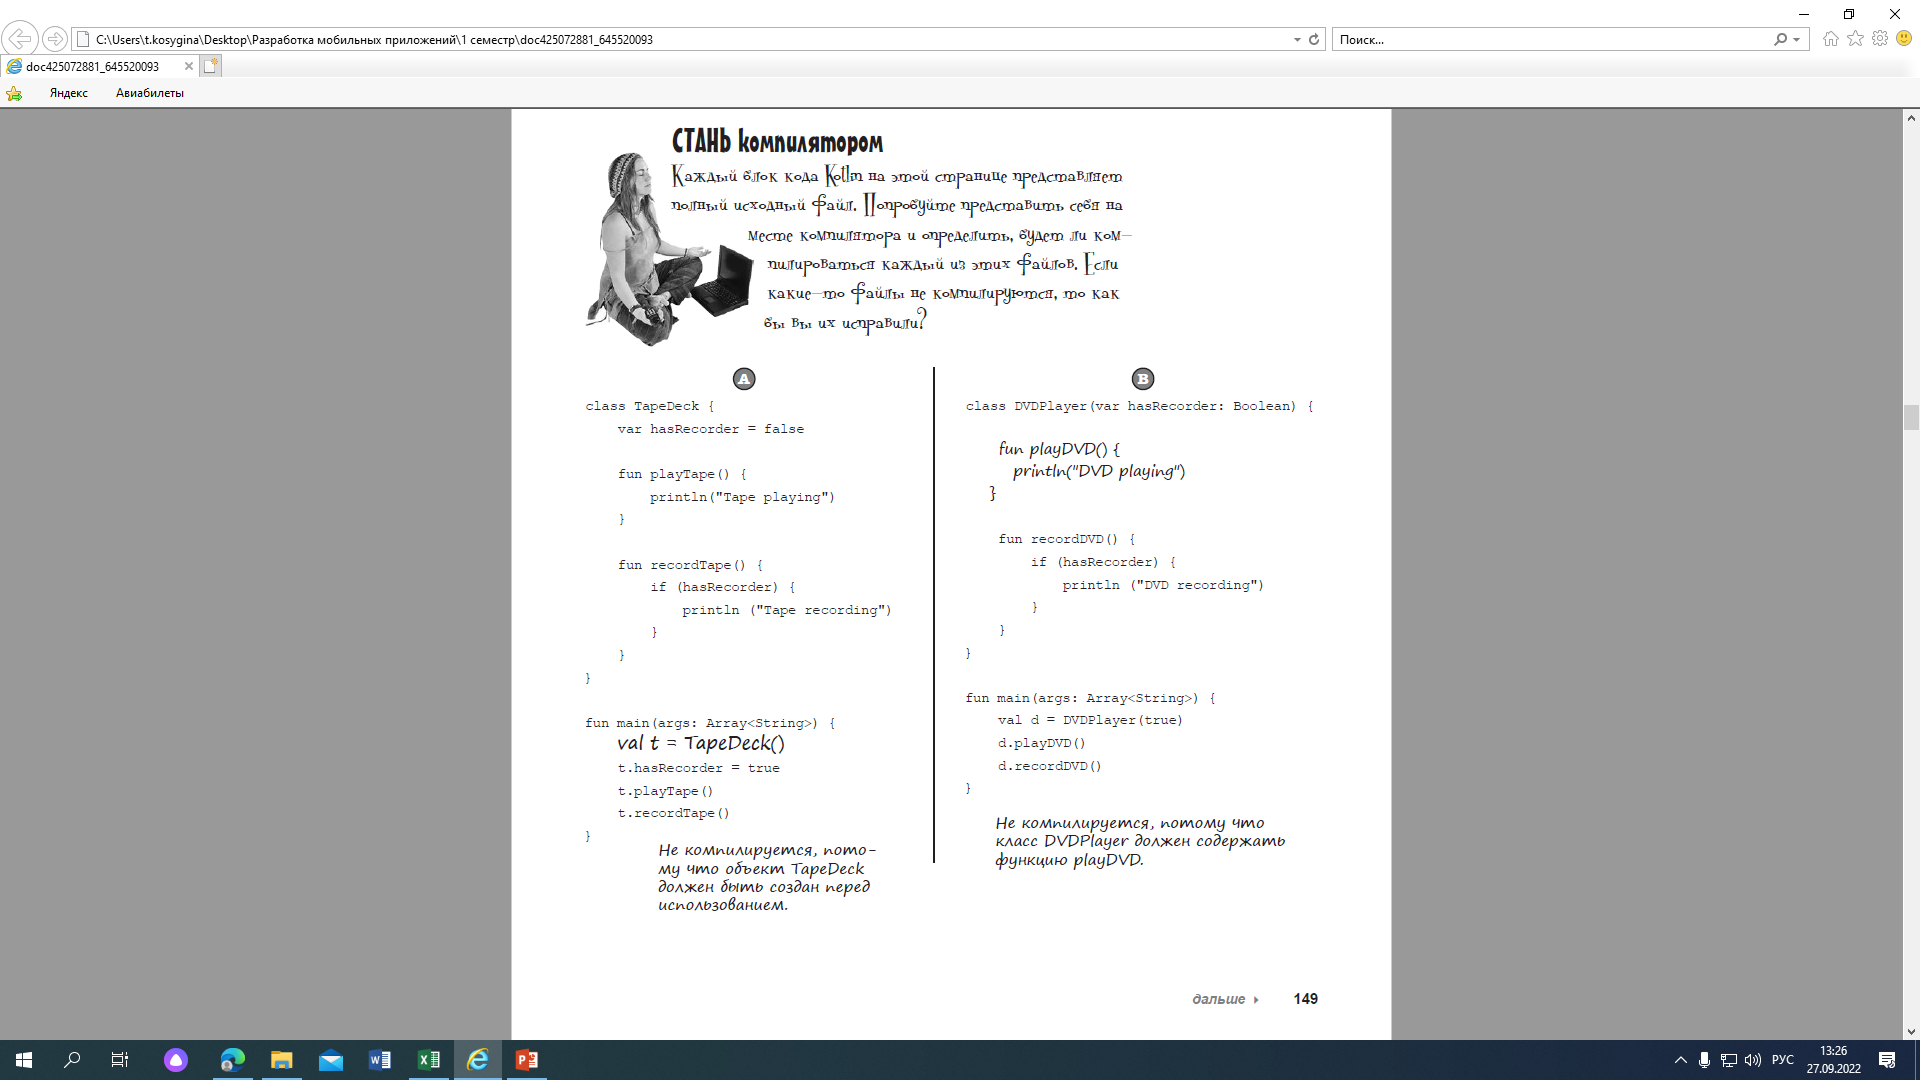 C:\Users\t.kosygina\Desktop\Разработка мобильных приложений\1 семестр\doc425072881_645520093
Поиск...
doc425072881_645520093
Яндекс
Авиабилеты
СТАНЬ компилятором
Каждый блок кода Kotlin на этой странице представляет
полный исходный файл. Попробуйте представить себя на
месте компилятора и определить, будет ли ком-
пилироваться каждый из этих файлов. Если
какие-то файлы не компилируются, то как
бы вы их исправили?
A
class TapeDeck {
var hasRecorder = false
fun playTape() {
println("Tape playing")
}
fun recordTape() {
if (hasRecorder) {
println ("Tape recording")
}
}
}
fun main(args: Array<String>) {
val t = TapeDeck()
t.hasRecorder = true
t.playTape()
t.recordTape()
}
Не компилируется, пото-
му что объект TapeDeck
должен быть создан перед
использованием.
B
class DVDPlayer(var hasRecorder: Boolean) {
fun playDVD() {
println("DVD playing")
}
fun recordDVD() {
if (hasRecorder) {
println ("DVD recording")
}
}
}
fun main(args: Array<String>) {
val d = DVDPlayer(true)
d.playDVD()
d.recordDVD()
}
Не компилируется, потому что
класс DVDPlayer должен содержать
функцию playDVD.
дальше 149
РУС
13:26
27.09.2022